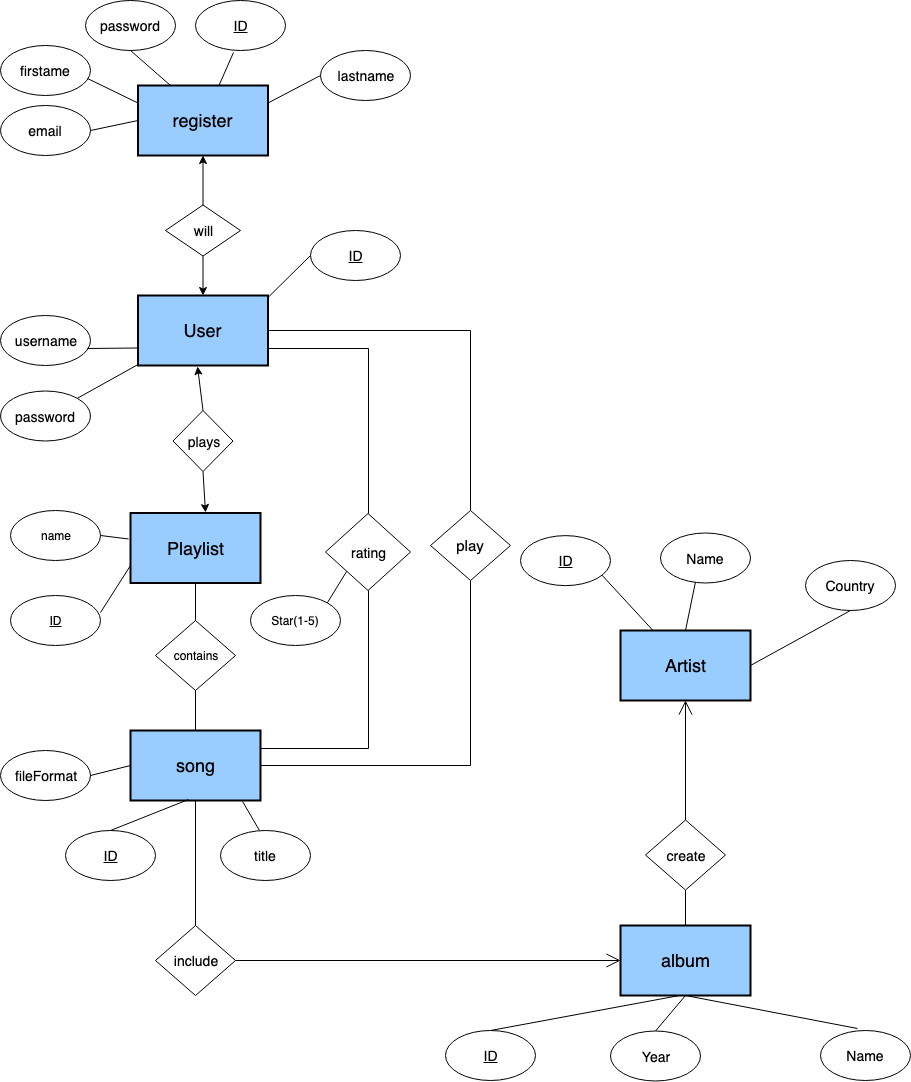 password
ID
firstame
lastname
email
register
will
ID
User
username
password
plays
name
Playlist
rating
play
ID
Name
Country
ID
Star(1-5)
contains
Artist
fileFormat
song
ID
title
create
include
album
ID
Year
Name